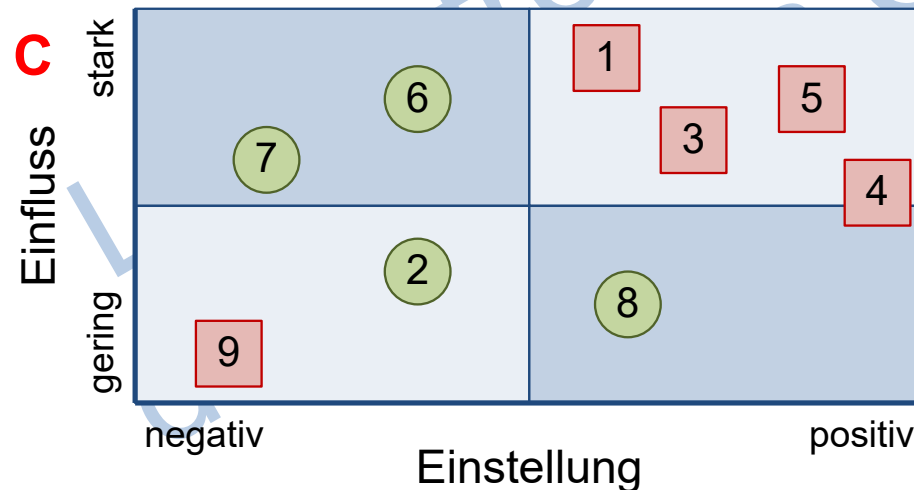 C
stark
Einfluss
gering
1
5
6
3
7
4
2
8
9
negativ
positiv
Einstellung